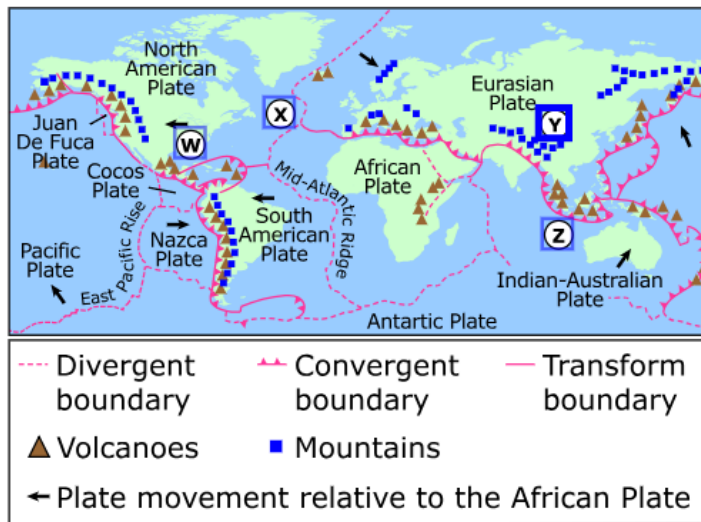 North
American
Plate
Eurasian
Plate
X
Y
W
Juan
De Fuca
Plate
Cocos
Plate
African
Plate
Mid-Atlantic
Ridge
South
American
Plate
Nazca
Plate
East Pacific Rise
Pacific
Plate
Z
Indian-Australian
Plate
Antartic Plate
Divergent
boundary
Convergent
boundary
Transform
boundary
Volcanoes
Mountains
Plate movement relative to the African Plate